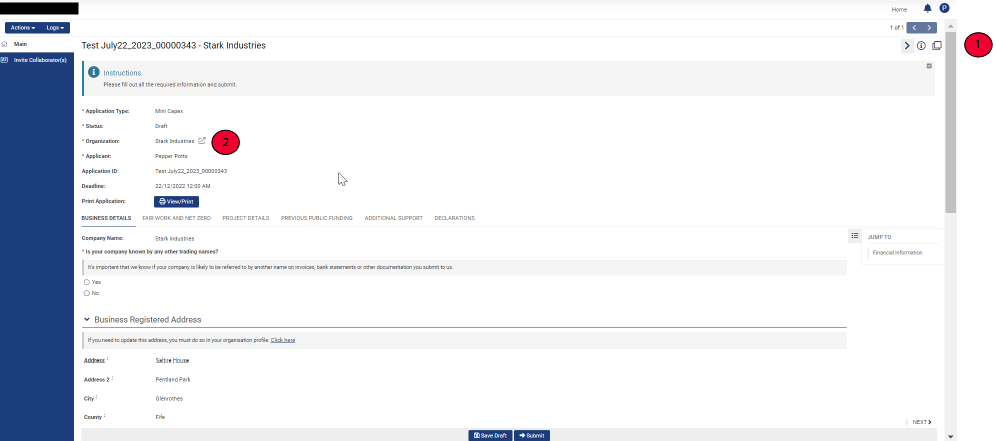 Home
P
Actions Logs
1 of 1
Main
Test July22_2023_00000343 - Stark Industries
1
Invite Collaborator(s)
Instructions
Please fill out all the required information and submit.
* Application Type: Mini Capex
* Status: Draft
* Organization: Stark Industries
2
* Applicant: Pepper Potts
Application ID: Test July22_2023_00000343
Deadline: 22/12/2022 12:00 AM
Print Application: View/Print
BUSINESS DETAILS FAIR WORK AND NET ZERO PROJECT DETAILS PREVIOUS PUBLIC FUNDING ADDITIONAL SUPPORT DECLARATIONS
Company Name: Stark Industries
JUMP TO
* Is your company known by any other trading names?
Financial information
It's important that we know if your company is likely to be referred to by another name on invoices, bank statements or other documentation you submit to us.
Yes
No
Business Registered Address
If you need to update this address, you must do so in your organisation profile. Click here
Address : Saltire House
Address 2 : Pentland Park
City : Glenrothes
County : Fife
NEXT
Save Draft Submit